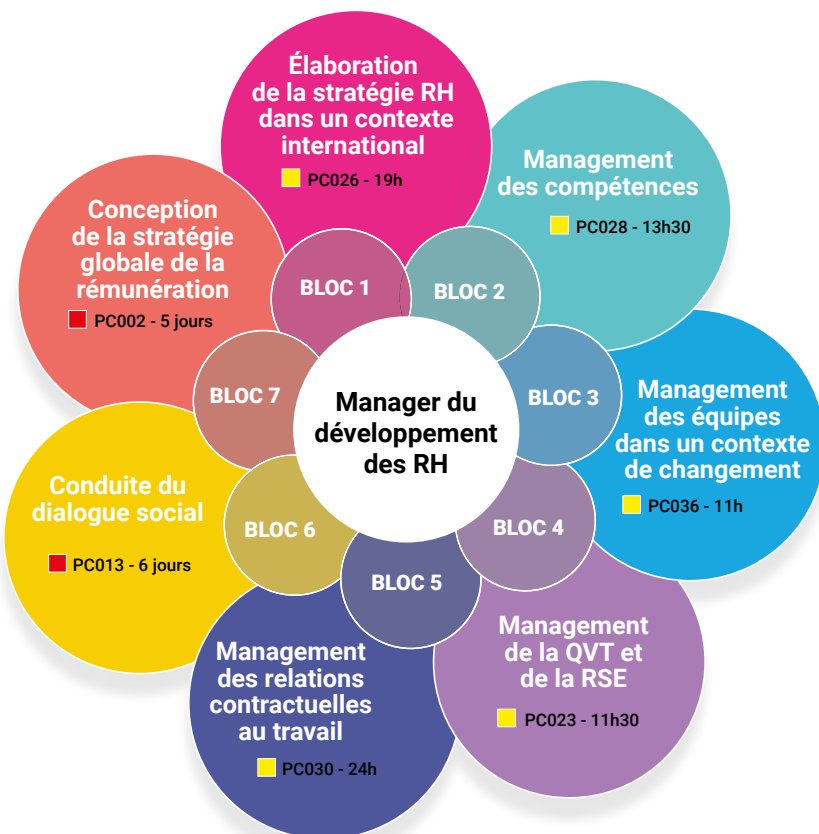 Élaboration
de la stratégie RH
dans un contexte
international
PC026 - 19h
Management
des compétences
PC028 - 13h30
Conception
de la stratégie
globale de la
rémunération
PC002 - 5 jours
BLOC 1
BLOC 2
BLOC 7
Manager du
développement
des RH
BLOC 3
Management
des équipes
dans un contexte
de changement
PC036 - 11h
Conduite du
dialogue social
PC013 - 6 jours
BLOC 6
BLOC 4
BLOC 5
Management
des relations
contractuelles
au travail
PC030 - 24h
Management
de la QVT et
de la RSE
PC023 - 11h30